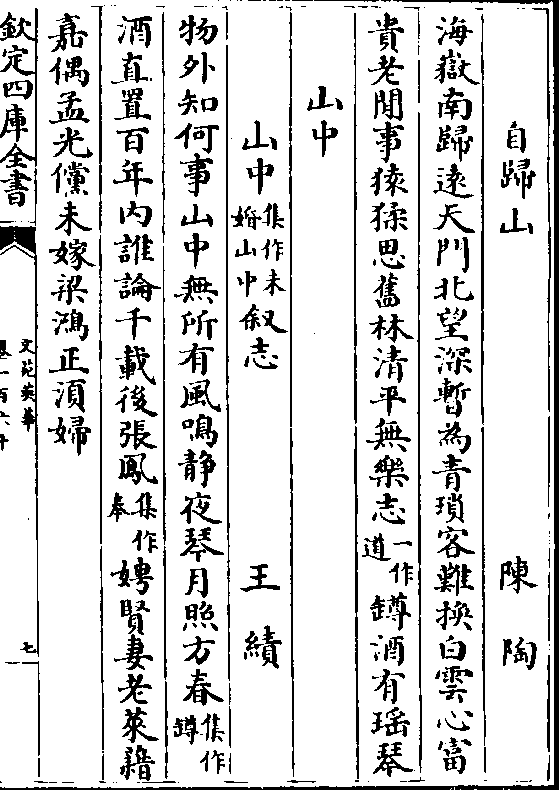 自歸山　陳陶
海嶽南歸遠天門北望深暫為青瑣客難換白雲心富
貴老閒事猿猱思舊林清平無樂志一作道罇酒有瑶琴
山中
山中集作未婚山中叙志　王績
物外知何事山中無所有風鳴静夜琴月照方春集作罇
酒直置百年内誰論千載後張鳳集作奉娉賢妻老萊藉
嘉偶孟光儻未嫁梁鴻正湏婦
欽定四庫全書
文苑英華
卷一百六十
七